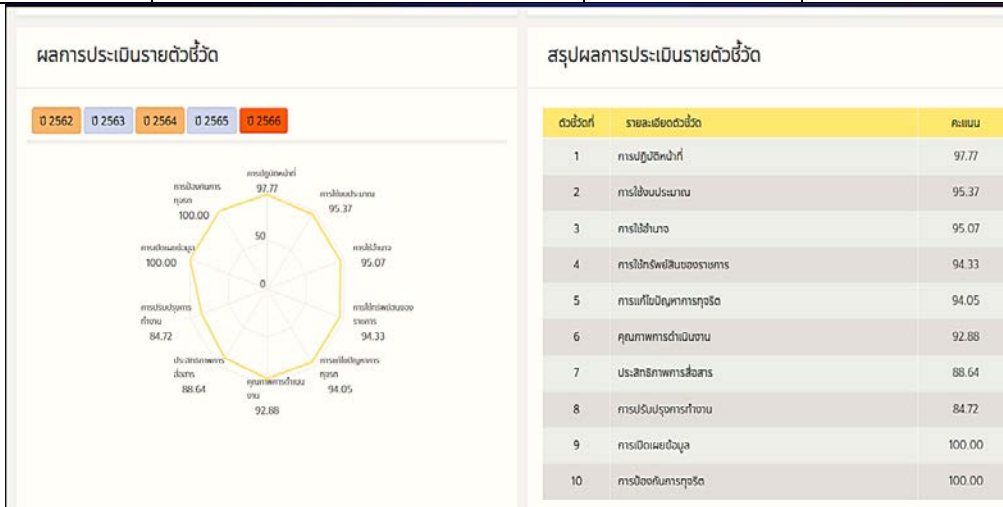 ผลการประเมินรายตัวชี้วัด
ปี 2562 ปี 2563 ปี 2564 ปี 2565 ปี 2566
การปฏิบัติหน้าที่
97.77
การใช้งบประมาณ
95.37
การใช้อำนาจ
95.07
การใช้ทรัพย์สินของ
ราชการ
94.33
การแก้ไขปัญหาการ
ทุจริต
94.05
คุณภาพการดำเนิน
งาน
92.88
ประสิทธิภาพการ
สื่อสาร
88.64
การปรับปรุงการ
ทำงาน
84.72
การเปิดเผยข้อมูล
100.00
การป้องกันการ
ทุจริต
100.00
50
0
สรุปผลการประเมินรายตัวชี้วัด
ตัวชี้วัดที่ รายละเอียดตัวชี้วัด คะแนน
1 การปฏิบัติหน้าที่ 97.77
2 การใช้งบประมาณ 95.37
3 การใช้อำนาจ 95.07
4 การใช้ทรัพย์สินของราชการ 94.33
5 การแก้ไขปัญหาการทุจริต 94.05
6 คุณภาพการดำเนินงาน 92.88
7 ประสิทธิภาพการสื่อสาร 88.64
8 การปรับปรุงการทำงาน 84.72
9 การเปิดเผยข้อมูล 100.00
10 การป้องกันการทุจริต 100.00